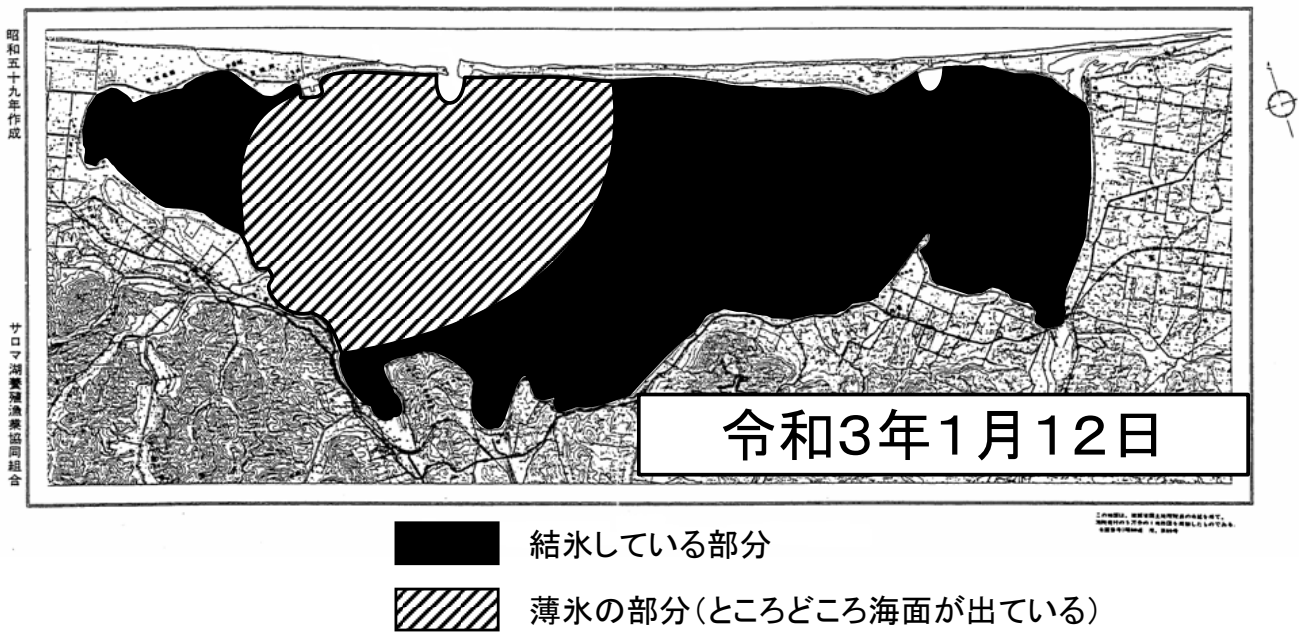 昭和五十九年作成
サロマ湖養殖漁業協同組合
令和3年1月12日
結氷している部分
薄氷の部分（ところどころ海面が出ている）